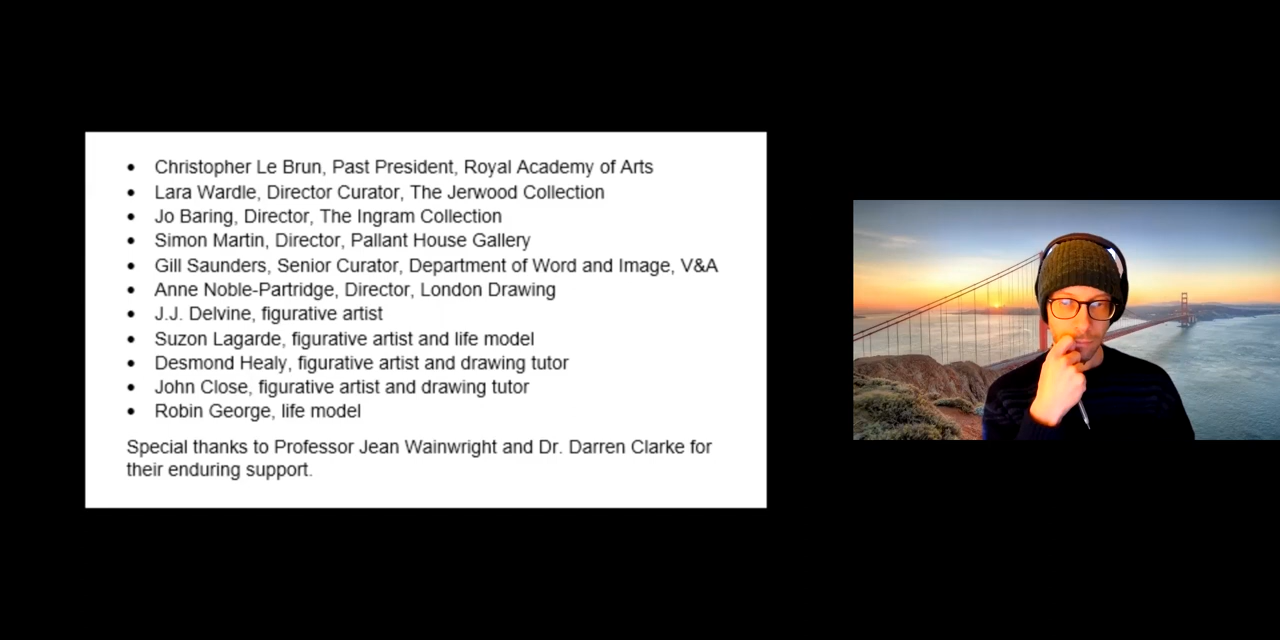 • Christopher Le Brun, Past President, Royal Academy of Arts
• Lara Wardle, Director Curator, The Jerwood Collection
• Jo Baring, Director, The Ingram Collection
• Simon Martin, Director, Pallant House Gallery
• Gill Saunders, Senior Curator, Department of Word and Image, V&A
• Anne Noble-Partridge, Director, London Drawing
• J.J. Delvine, figurative artist
• Suzon Lagarde, figurative artist and life model
• Desmond Healy, figurative artist and drawing tutor
• John Close, figurative artist and drawing tutor
• Robin George, life model
Special thanks to Professor Jean Wainwright and Dr. Darren Clarke for
their enduring support.